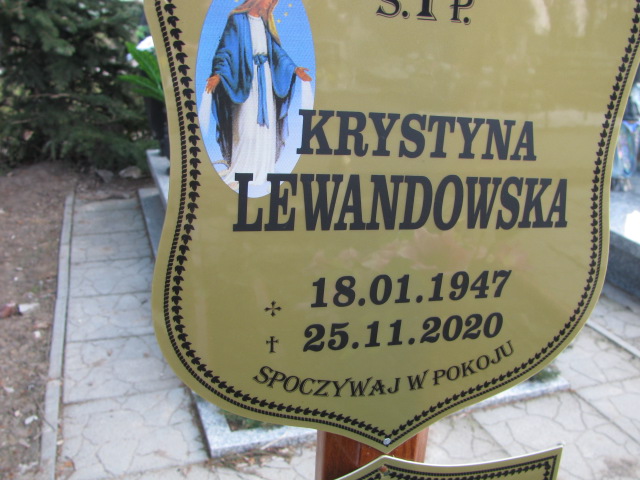 Ś. † P.
KRYSTYNA
LEWANDOWSKA
18.01.1947
† 25.11.2020
SPOCZYWAJ W POKOJU